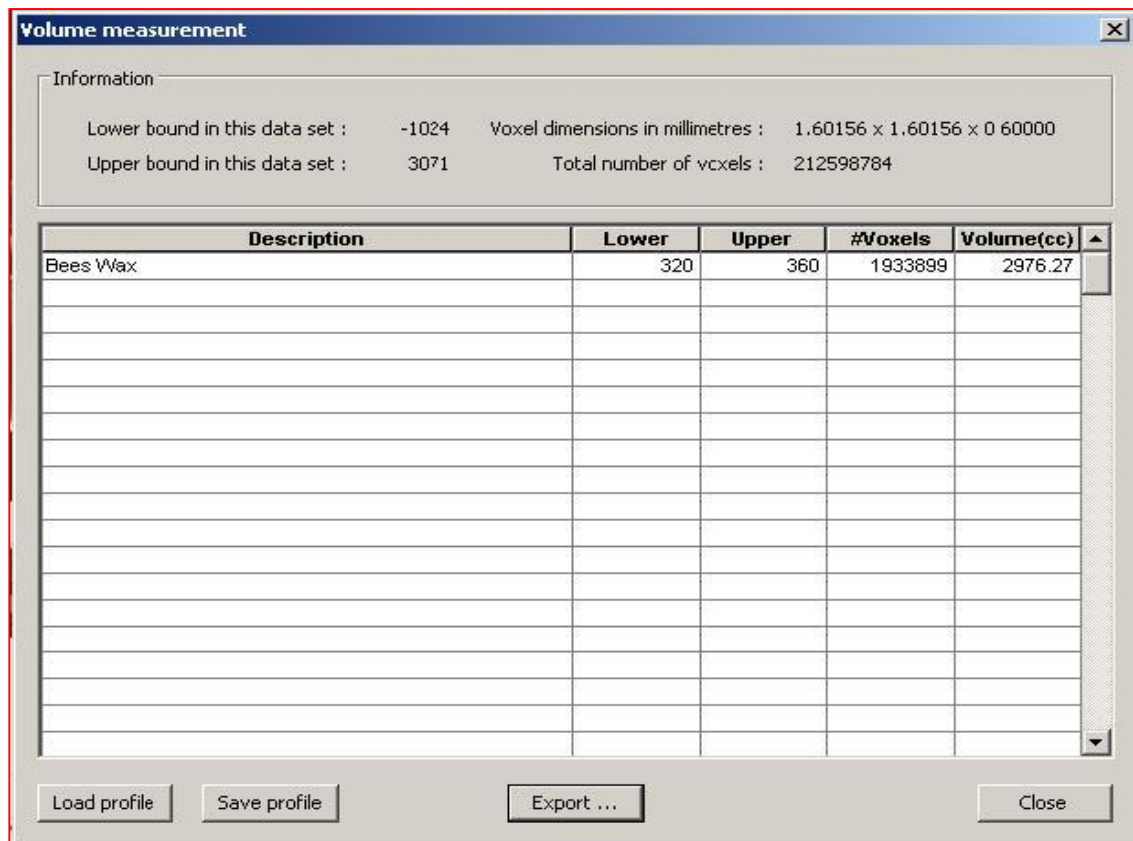 Volume measurement
Information
Lower bound in this data set : -1024 Voxel dimensions in millimetres : 1.60156 x 1.60156 x 0 60000
Upper bound in this data set : 3071 Total number of vcxels : 212598784
Description Lower Upper #Voxels Volume(cc)
Bees Wax 320 360 1933899 2976.27
Load profile Save profile Export ... Close